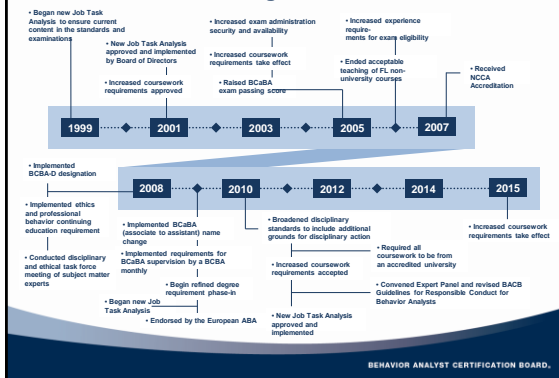 • Began new Job Task
Analysis to ensure current
content in the standards and
examinations
• New Job Task Analysis
approved and implemented
by Board of Directors
• Increased coursework
requirements approved
• Increased exam administration
security and availability
• Increased coursework
requirements take effect
• Raised BCaBA
exam passing score
• Increased experience
require-
ments for exam eligibility
• Ended acceptable
teaching of FL non-
university courses
• Received
NCCA
Accreditation
1999
2001
2003
2005
2007
2008
2010
2012
2014
2015
• Implemented
BCBA-D designation
• Implemented ethics
and professional
behavior continuing
education requirement
• Conducted disciplinary
and ethical task force
meeting of subject matter
experts
• Implemented BCaBA
(associate to assistant) name
change
• Implemented requirements for
BCaBA supervision by a BCBA
monthly
• Begin refined degree
requirement phase-in
• Began new Job
Task Analysis
• Endorsed by the European ABA
• Broadened disciplinary
standards to include additional
grounds for disciplinary action
• Increased coursework
requirements accepted
• New Job Task Analysis
approved and
implemented
• Required all
coursework to be from
an accredited university
• Convened Expert Panel and revised BACB
Guidelines for Responsible Conduct for
Behavior Analysts
• Increased coursework
requirements take effect
BEHAVIOR ANALYST CERTIFICATION BOARD®